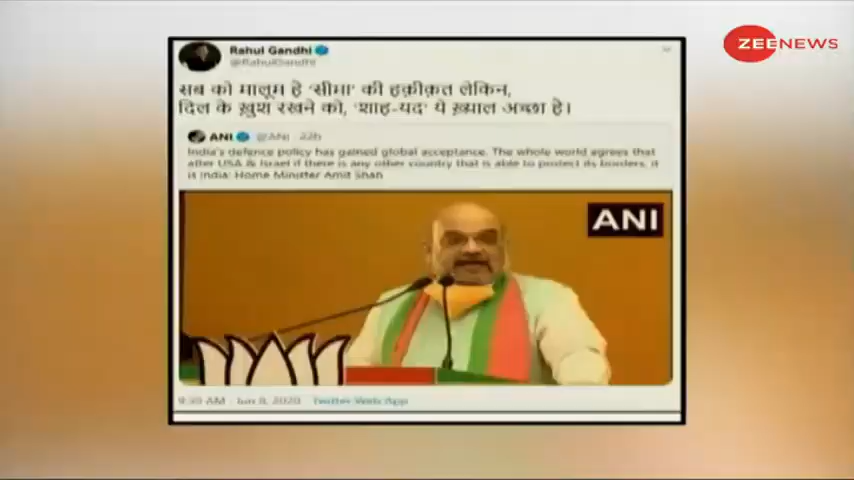 ZEENEWS
Rahul Gandhi
@RahulGandhi
सब को मालूम है 'सीमा' की हक़ीक़त लेकिन,
दिल के ख़ुश रखने को, 'शाह-यद' ये ख़्याल अच्छा है।
ANI @ANI · 22h
India's defence policy has gained global acceptance. The whole world agrees that
after USA & Israel if there is any other country that is able to protect its borders, it
is India: Home Minister Amit Shah
ANI
9:39 AM · Jun 8, 2020 Twitter Web App